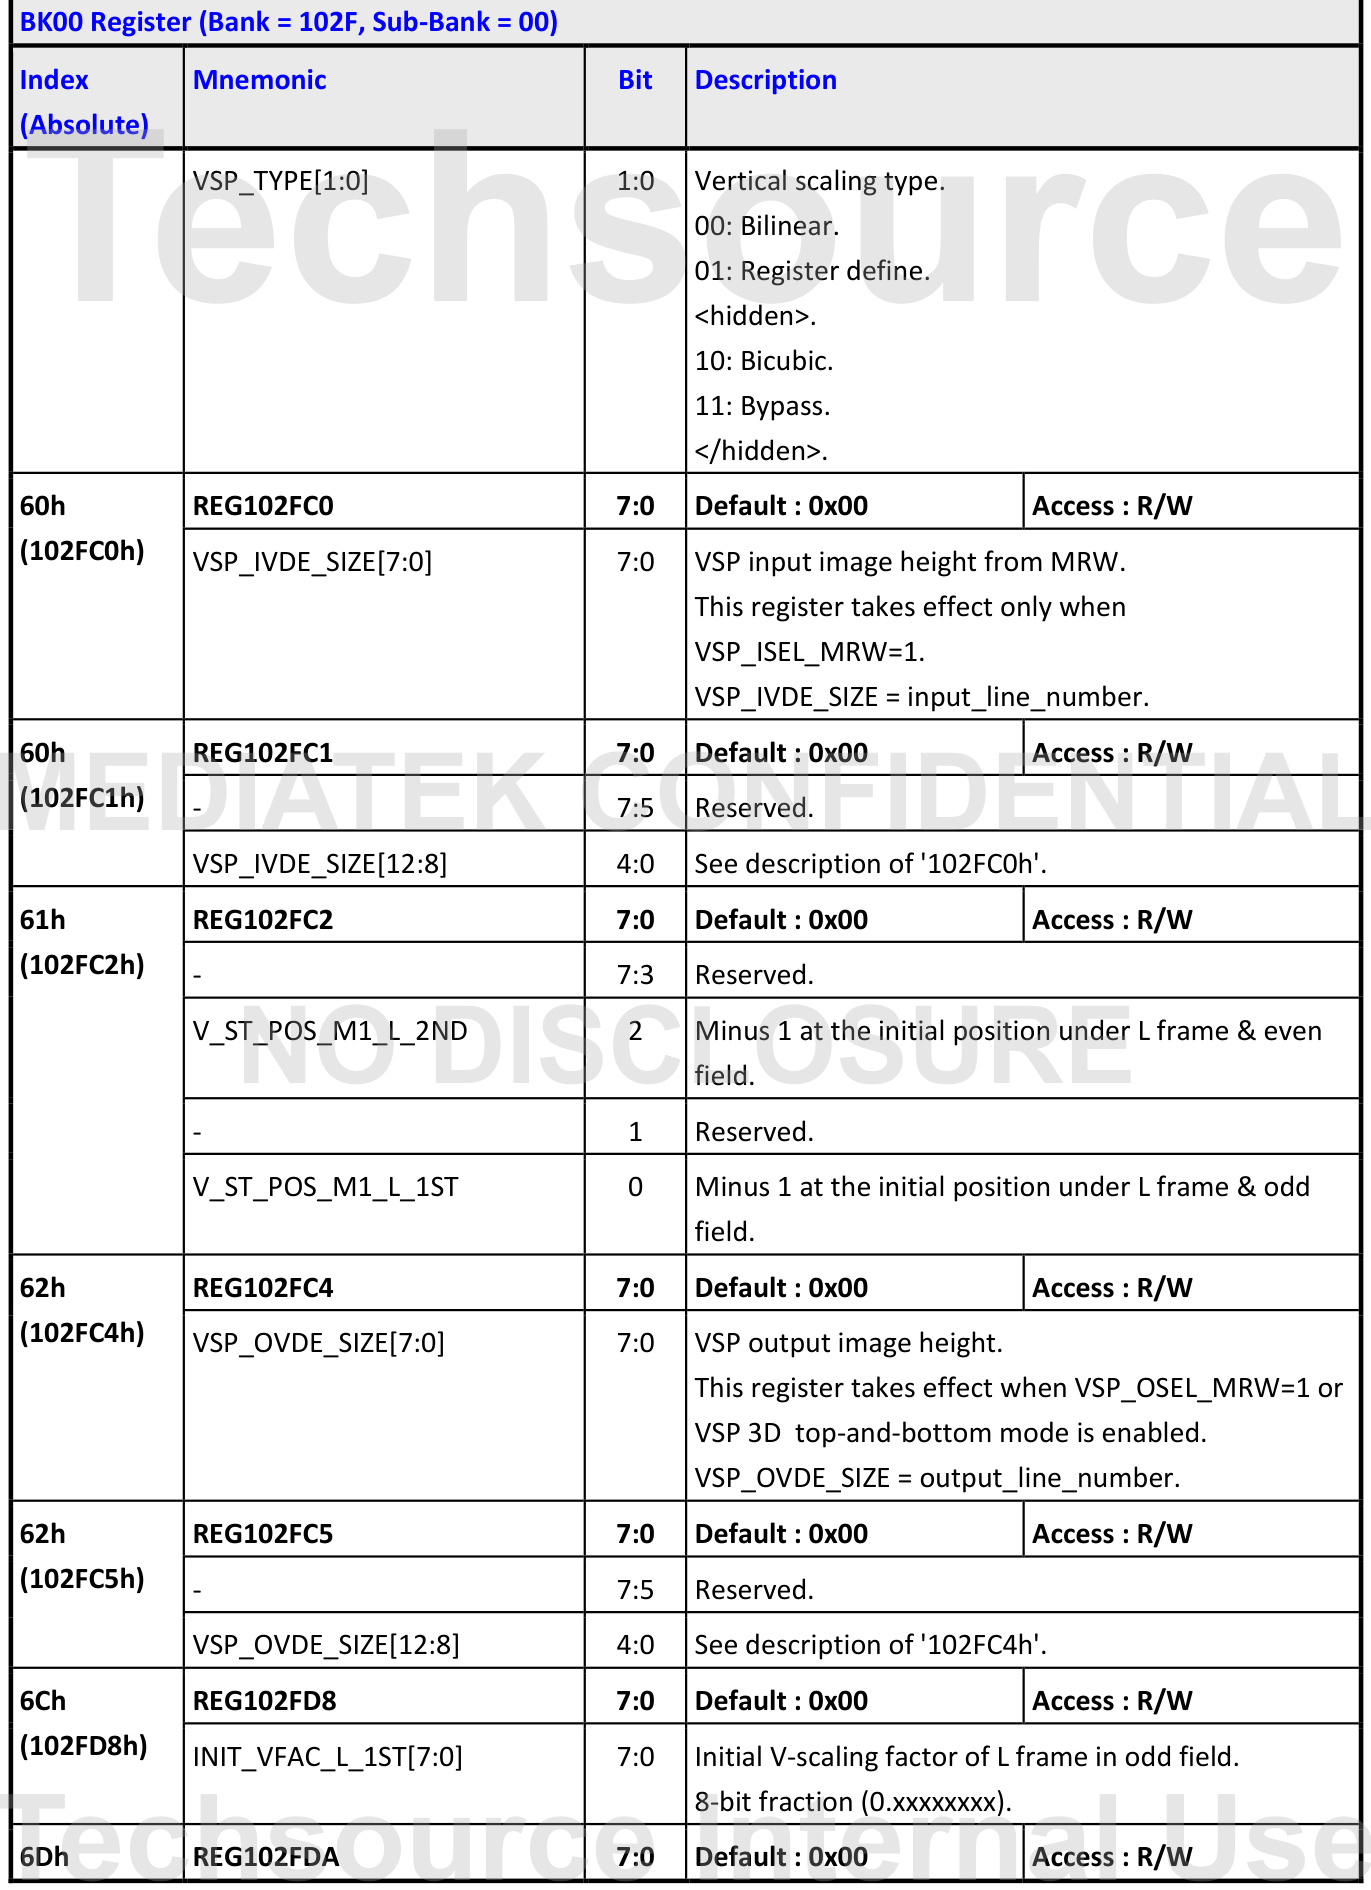 BK00 Register (Bank = 102F, Sub-Bank = 00)
Index Mnemonic Bit Description
(Absolute)
VSP_TYPE[1:0] 1:0 Vertical scaling type.
00: Bilinear.
01: Register define.
<hidden>.
10: Bicubic.
11: Bypass.
</hidden>.
60h REG102FC0 7:0 Default : 0x00 Access : R/W
(102FC0h)
VSP_IVDE_SIZE[7:0] 7:0 VSP input image height from MRW.
This register takes effect only when
VSP_ISEL_MRW=1.
VSP_IVDE_SIZE = input_line_number.
60h REG102FC1 7:0 Default : 0x00 Access : R/W
(102FC1h)
- 7:5 Reserved.
VSP_IVDE_SIZE[12:8] 4:0 See description of '102FC0h'.
61h REG102FC2 7:0 Default : 0x00 Access : R/W
(102FC2h)
- 7:3 Reserved.
V_ST_POS_M1_L_2ND 2 Minus 1 at the initial position under L frame & even
field.
- 1 Reserved.
V_ST_POS_M1_L_1ST 0 Minus 1 at the initial position under L frame & odd
field.
62h REG102FC4 7:0 Default : 0x00 Access : R/W
(102FC4h)
VSP_OVDE_SIZE[7:0] 7:0 VSP output image height.
This register takes effect when VSP_OSEL_MRW=1 or
VSP 3D  top-and-bottom mode is enabled.
VSP_OVDE_SIZE = output_line_number.
62h REG102FC5 7:0 Default : 0x00 Access : R/W
(102FC5h)
- 7:5 Reserved.
VSP_OVDE_SIZE[12:8] 4:0 See description of '102FC4h'.
6Ch REG102FD8 7:0 Default : 0x00 Access : R/W
(102FD8h)
INIT_VFAC_L_1ST[7:0] 7:0 Initial V-scaling factor of L frame in odd field.
8-bit fraction (0.xxxxxxxx).
6Dh REG102FDA 7:0 Default : 0x00 Access : R/W
Techsource
MEDIATEK CONFIDENTIAL
NO DISCLOSURE
Techsource Internal Use